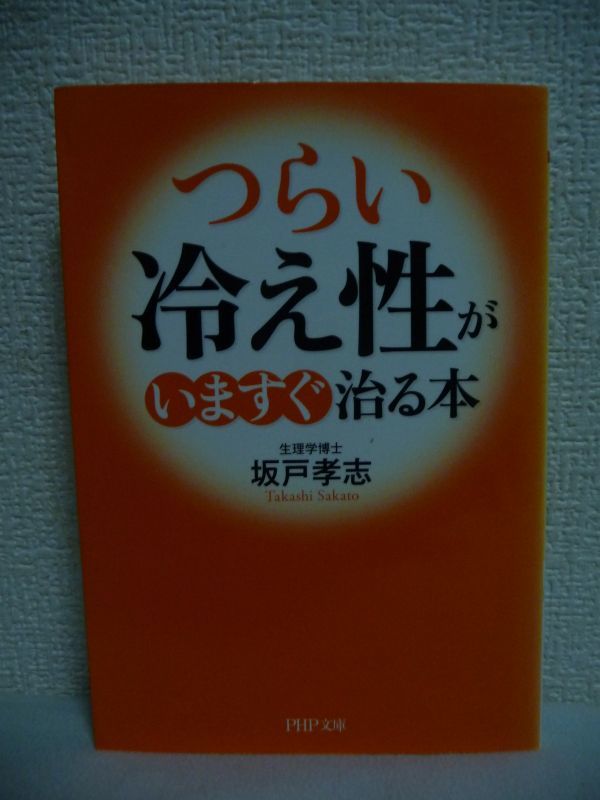 つらい
冷え性が
いますぐ治る本
生理学博士
坂戸孝志
Takashi Sakato
PHP文庫